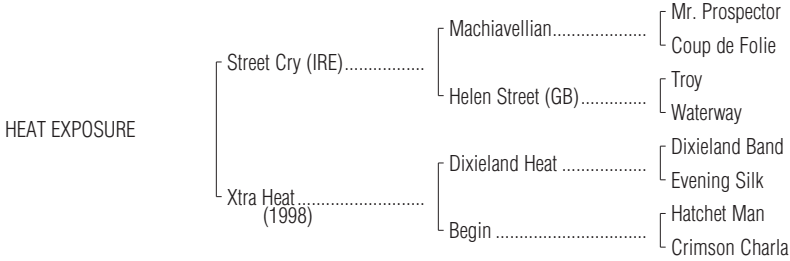 Mr. Prospector
Machiavellian....................
Coup de Folie
Street Cry (IRE).................
Troy
Helen Street (GB)..............
Waterway
HEAT EXPOSURE
Dixieland Band
Dixieland Heat ..................
Evening Silk
Xtra Heat...........................
(1998)
Hatchet Man
Begin ................................
Crimson Charla